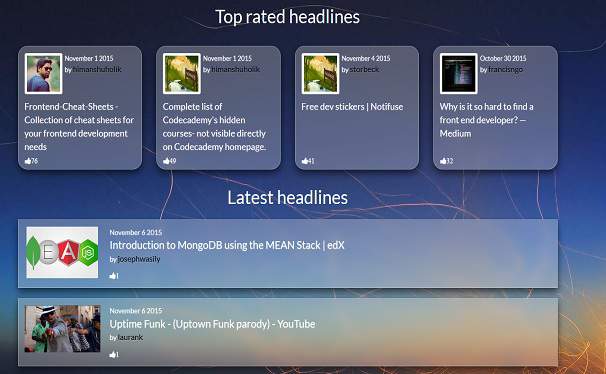 Top rated headlines
November 1 2015
by himanshuholik
Frontend-Cheat-Sheets -
Collection of cheat sheets for
your frontend development
needs
76
November 1 2015
by himanshuholik
Complete list of
Codecademy's hidden
courses- not visible directly
on Codecademy homepage.
49
November 4 2015
by storbeck
Free dev stickers | Notifuse
41
October 30 2015
by francisngo
Why is it so hard to find a
front end developer? —
Medium
32
Latest headlines
EA
JS
November 6 2015
Introduction to MongoDB using the MEAN Stack | edX
by josephwasily
1
November 6 2015
Uptime Funk - (Uptown Funk parody) - YouTube
by laurank
1